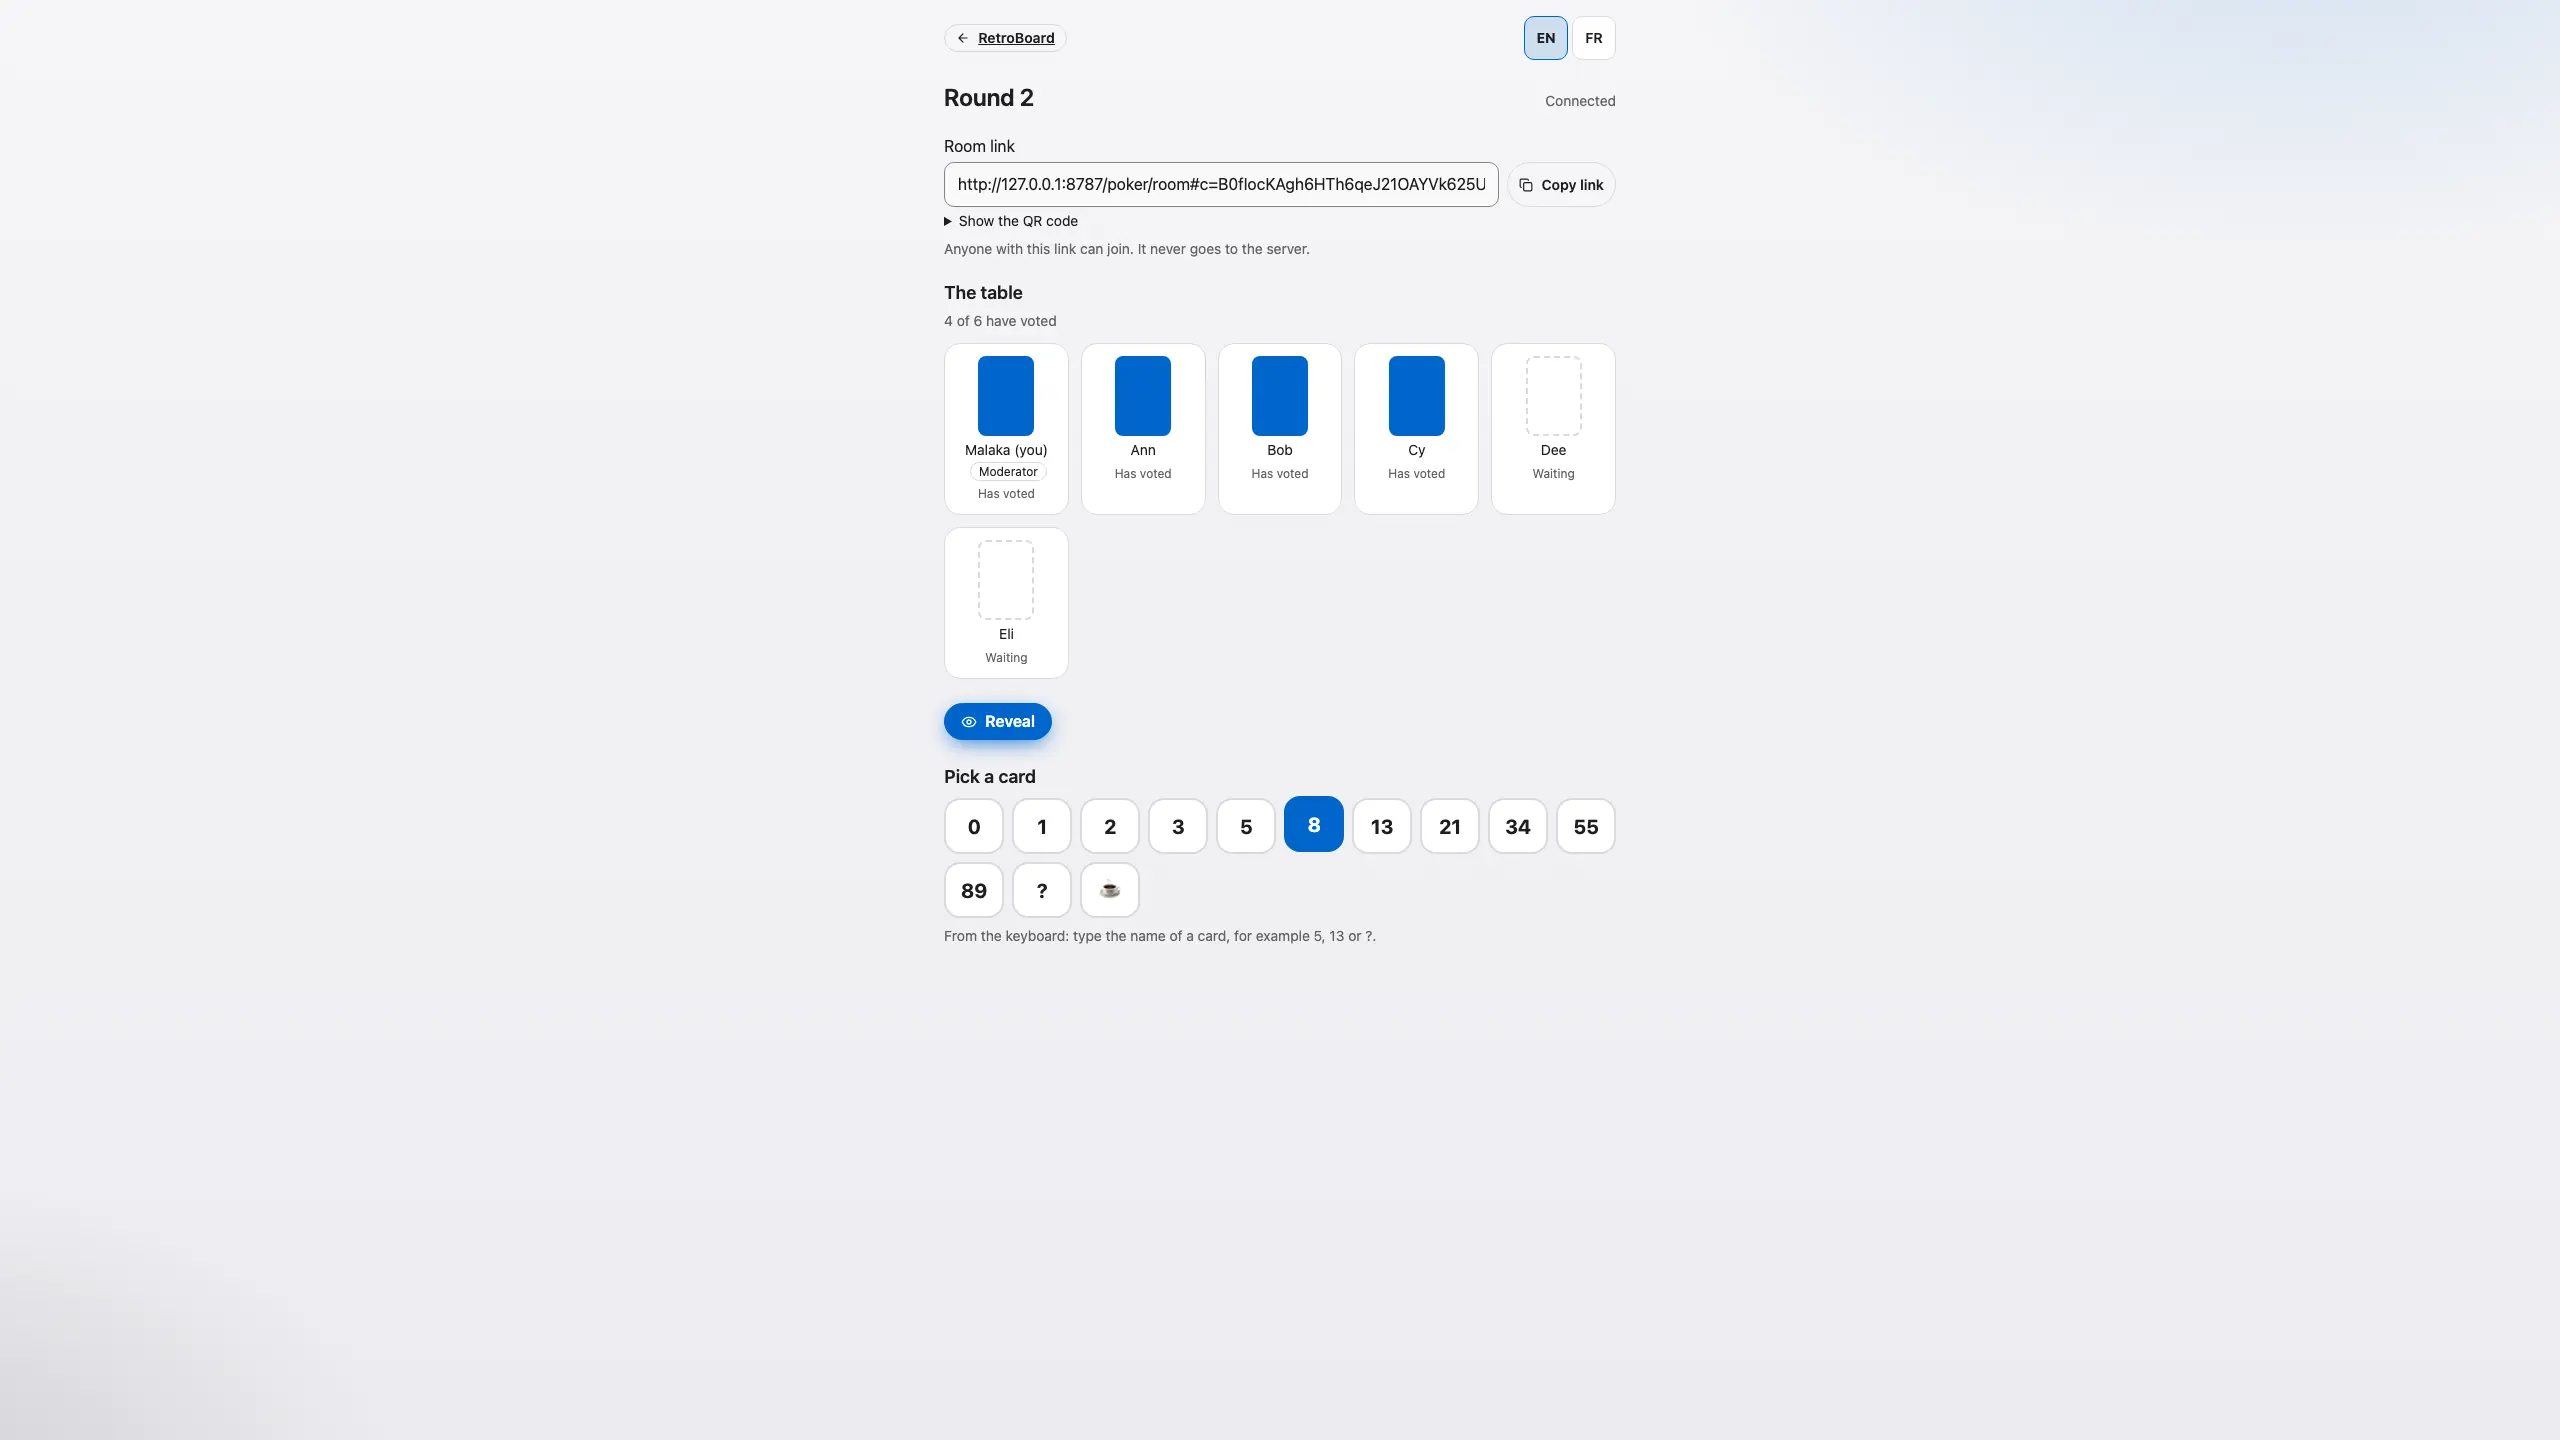 RetroBoard
EN FR
Round 2
Connected
Room link
http://127.0.0.1:8787/poker/room#c=B0fIocKAgh6HTh6qeJ21OAYVk625U
Copy link
Show the QR code
Anyone with this link can join. It never goes to the server.
The table
4 of 6 have voted
Malaka (you)
Moderator
Has voted
Ann
Has voted
Bob
Has voted
Cy
Has voted
Dee
Waiting
Eli
Waiting
Reveal
Pick a card
0 1 2 3 5 8 13 21 34 55
89 ?
From the keyboard: type the name of a card, for example 5, 13 or ?.